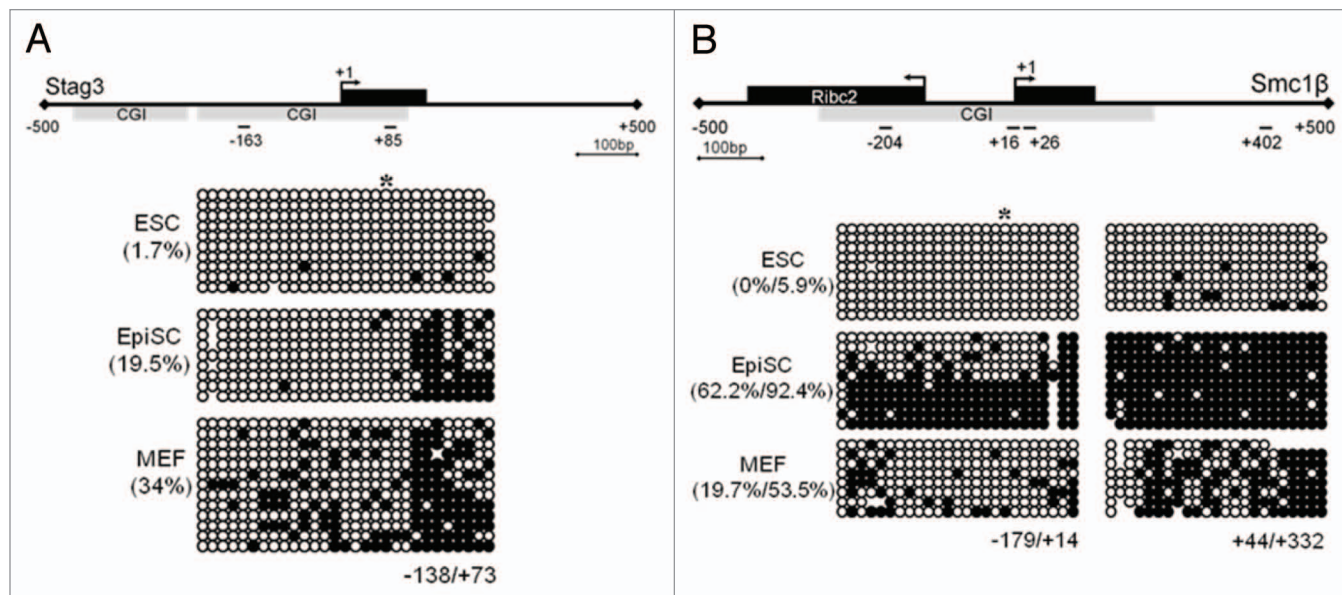 A
Stag3
+1
CGI
CGI
-500
-163
+85
+500
100bp
*
ESC
(1.7%)
EpiSC
(19.5%)
MEF
(34%)
-138/+73
B
+1
Smc1β
Ribc2
CGI
-500
-204
+16
+26
+402
+500
100bp
*
ESC
(0%/5.9%)
EpiSC
(62.2%/92.4%)
MEF
(19.7%/53.5%)
-179/+14
+44/+332